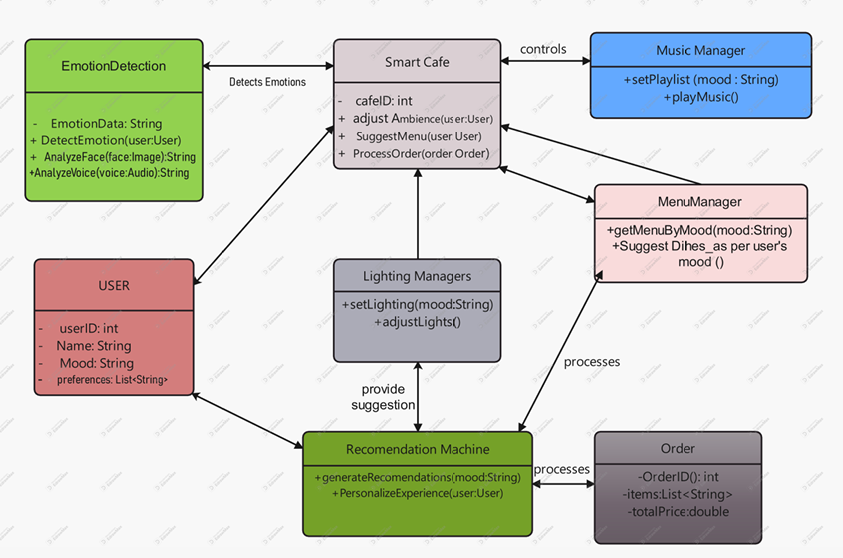 EmotionDetection
- EmotionData: String
+ DetectEmotion(user:User)
+ AnalyzeFace(face:Image):String
+AnalyzeVoice(voice:Audio):String
Detects Emotions
Smart Cafe
- cafeID: int
+ adjust Ambience(user:User)
+ SuggestMenu(user User)
+ ProcessOrder(order Order)
controls
Music Manager
+setPlaylist (mood : String)
+playMusic()
MenuManager
+getMenuByMood(mood:String)
+Suggest Dihes_as per user's
mood ()
USER
- userID: int
- Name: String
- Mood: String
- preferences: List<String>
Lighting Managers
+setLighting(mood:String)
+adjustLights()
provide
suggestion
processes
Recomendation Machine
+generateRecomendations(mood:String)
+PersonalizeExperience(user:User)
processes
Order
-OrderID(): int
-items:List<String>
-totalPrice:double